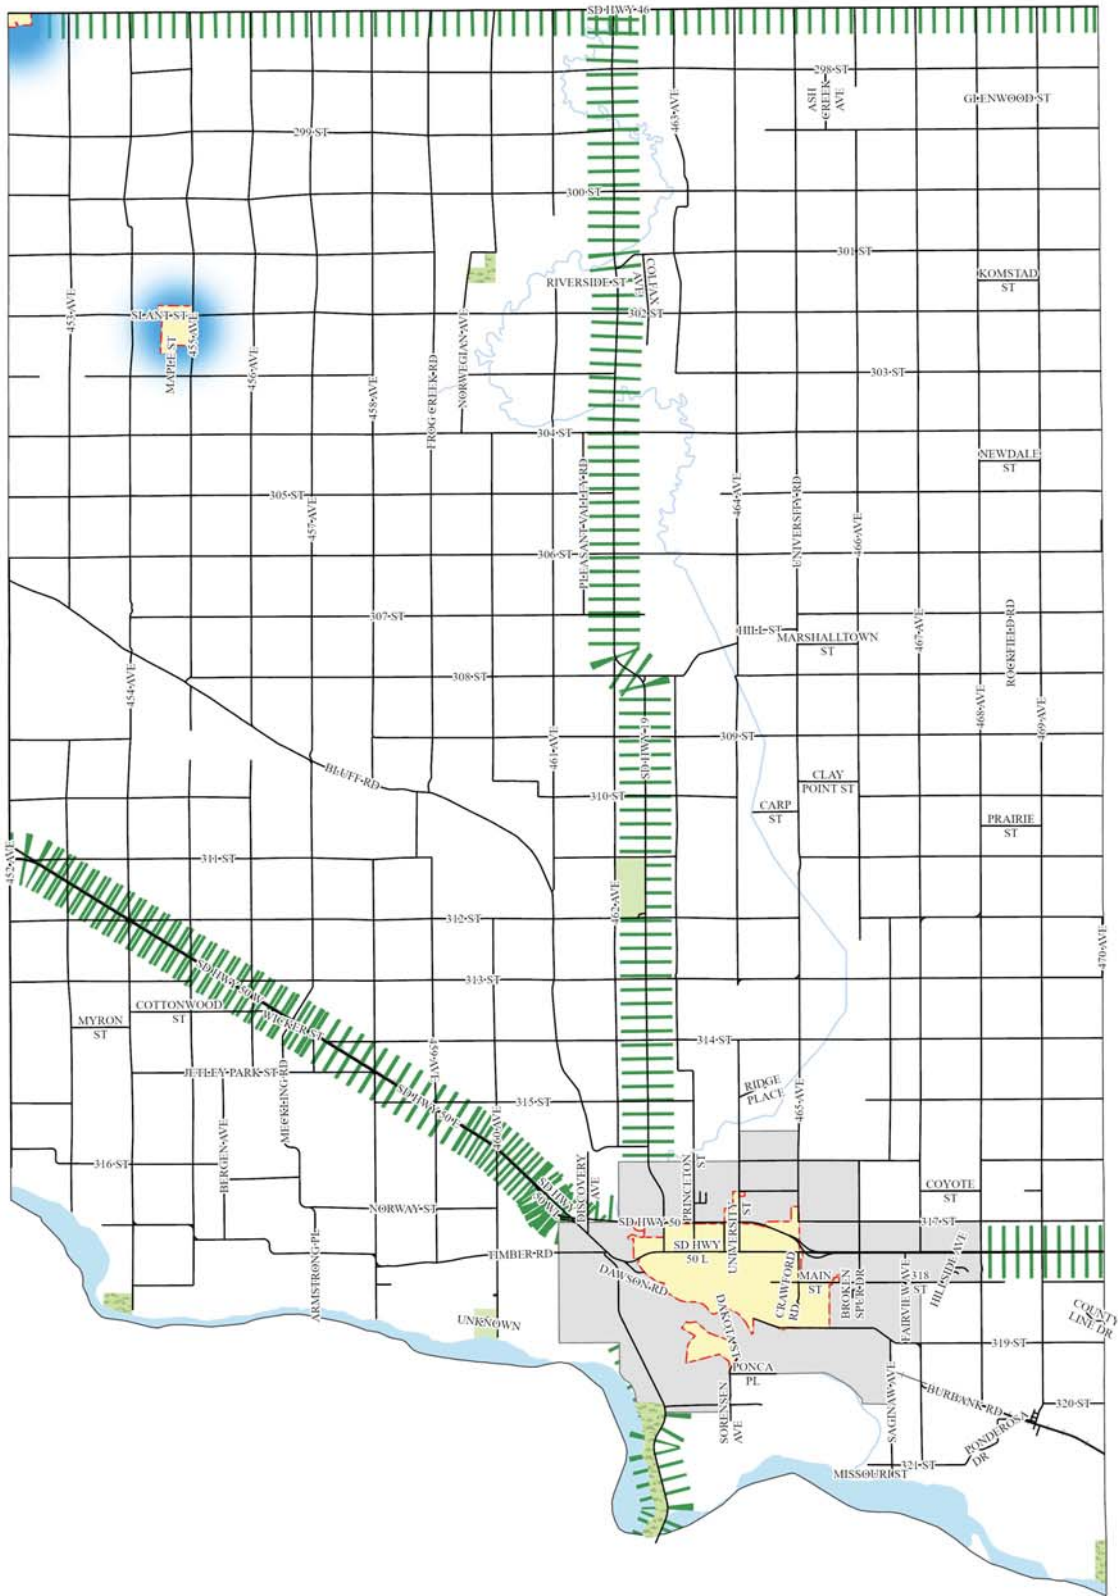 SD HWY 46
298 ST
ASH
CREEK
AVE
GLENWOOD ST
463 AVE
299 ST
300 ST
301 ST
RIVERSIDE ST
COLFAX
AVE
KOMSTAD
ST
453 AVE
SLANT ST
455 AVE
MAPLE ST
302 ST
456 AVE
458 AVE
FROG CREEK RD
NORWEGIAN AVE
303 ST
304 ST
NEWDALE
ST
PLEASANT VALLEY RD
305 ST
457 AVE
464 AVE
UNIVERSITY RD
466 AVE
306 ST
307 ST
HILL ST
MARSHALLTOWN
ST
467 AVE
ROCKFIELD RD
454 AVE
308 ST
468 AVE
469 AVE
309 ST
461 AVE
SD HWY 19
BLUFF RD
CLAY
POINT ST
310 ST
CARP
ST
PRAIRIE
ST
452 AVE
311 ST
462 AVE
312 ST
470 AVE
SD HWY 50 W
313 ST
COTTONWOOD
ST
MYRON
ST
WICKER ST
314 ST
459 AVE
JETLEY PARK ST
MECKLING RD
RIDGE
PLACE
465 AVE
SD HWY 50 E
315 ST
460 AVE
BERGEN AVE
316 ST
DISCOVERY
AVE
PRINCETON
ST
SD HWY
50 W
COYOTE
ST
NORWAY ST
SD HWY 50
UNIVERSITY
ST
317 ST
TIMBER RD
SD HWY
50 L
ARMSTRONG PL
DAWSON RD
CRAWFORD
RD
MAIN
ST
BROKEN
SPUR DR
318
ST
HILLSIDE AVE
FAIRVIEW AVE
UNKNOWN
DAKOTA ST
COUNTY
LINE DR
319 ST
PONCA
PL
SAGINAW AVE
BURBANK RD
320 ST
SORENSEN
AVE
PONDEROSA
DR
321 ST
MISSOURI ST